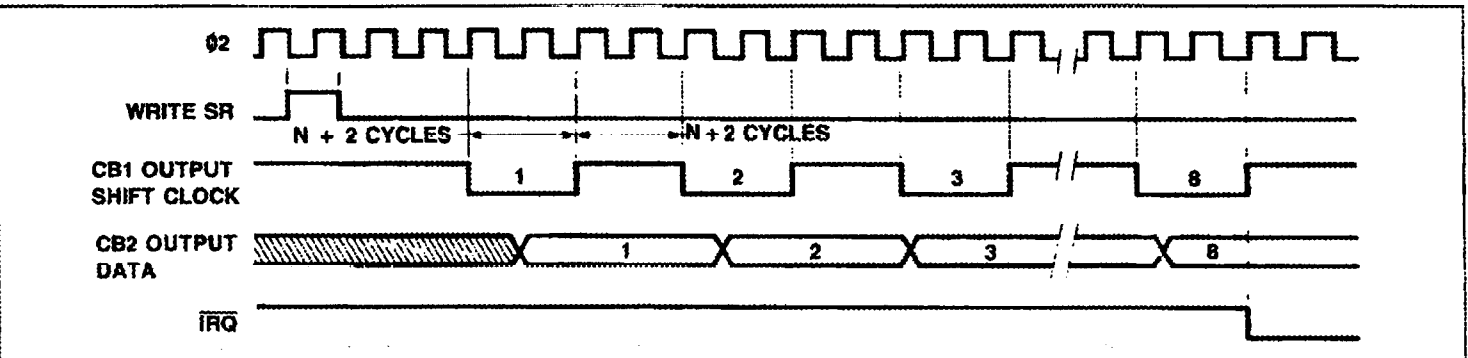 Φ2
WRITE SR
N + 2 CYCLES N + 2 CYCLES
CB1 OUTPUT
SHIFT CLOCK
1 2 3 8
CB2 OUTPUT
DATA
1 2 3 8
IRQ